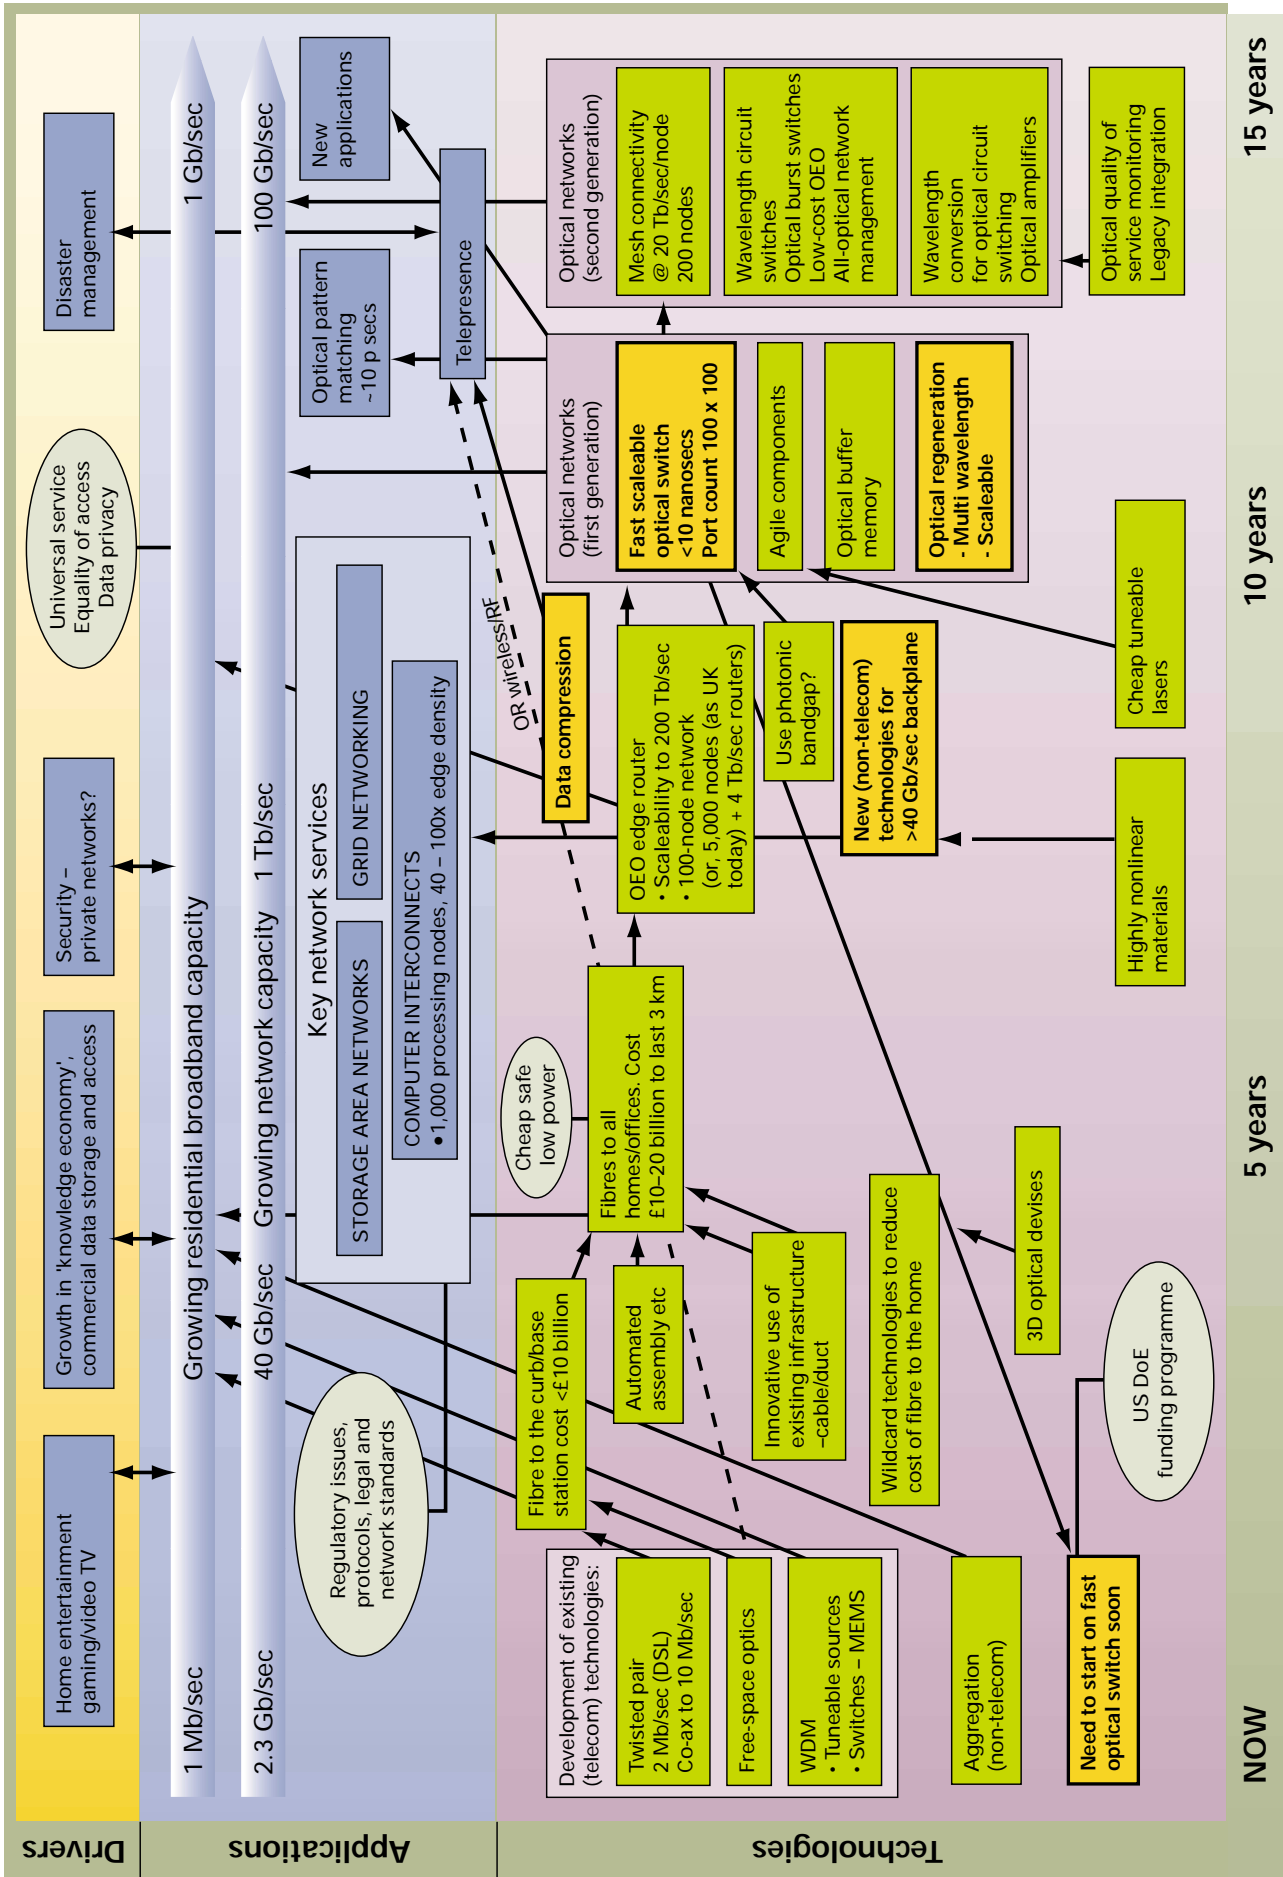 Drivers
Home entertainment
gaming/video TV
Growth in 'knowledge economy',
commercial data storage and access
Security –
private networks?
Universal service
Equality of access
Data privacy
Disaster
management
Applications
1 Mb/sec
Growing residential broadband capacity
1 Gb/sec
2.3 Gb/sec
40 Gb/sec
Growing network capacity
1 Tb/sec
100 Gb/sec
Regulatory issues,
protocols, legal and
network standards
Key network services
STORAGE AREA NETWORKS
GRID NETWORKING
COMPUTER INTERCONNECTS
•1,000 processing nodes, 40 – 100x edge density
Optical pattern
matching
~10 p secs
New
applications
Telepresence
OR wireless/RF
Technologies
Development of existing
(telecom) technologies:
Twisted pair
2 Mb/sec (DSL)
Co-ax to 10 Mb/sec
Free-space optics
WDM
• Tuneable sources
• Switches – MEMS
Aggregation
(non-telecom)
Need to start on fast
optical switch soon
US DoE
funding programme
Fibre to the curb/base
station cost <£10 billion
Automated
assembly etc
Innovative use of
existing infrastructure
–cable/duct
Wildcard technologies to reduce
cost of fibre to the home
3D optical devises
Cheap safe
low power
Fibres to all
homes/offices. Cost
£10–20 billion to last 3 km
Data compression
OEO edge router
• Scaleability to 200 Tb/sec
• 100-node network
(or, 5,000 nodes (as UK
today) + 4 Tb/sec routers)
Use photonic
bandgap?
New (non-telecom)
technologies for
>40 Gb/sec backplane
Highly nonlinear
materials
Cheap tuneable
lasers
Optical networks
(first generation)
Fast scaleable
optical switch
<10 nanosecs
Port count 100 x 100
Agile components
Optical buffer
memory
Optical regeneration
- Multi wavelength
- Scaleable
Optical networks
(second generation)
Mesh connectivity
@ 20 Tb/sec/node
200 nodes
Wavelength circuit
switches
Optical burst switches
Low-cost OEO
All-optical network
management
Wavelength
conversion
for optical circuit
switching
Optical amplifiers
Optical quality of
service monitoring
Legacy integration
NOW
5 years
10 years
15 years